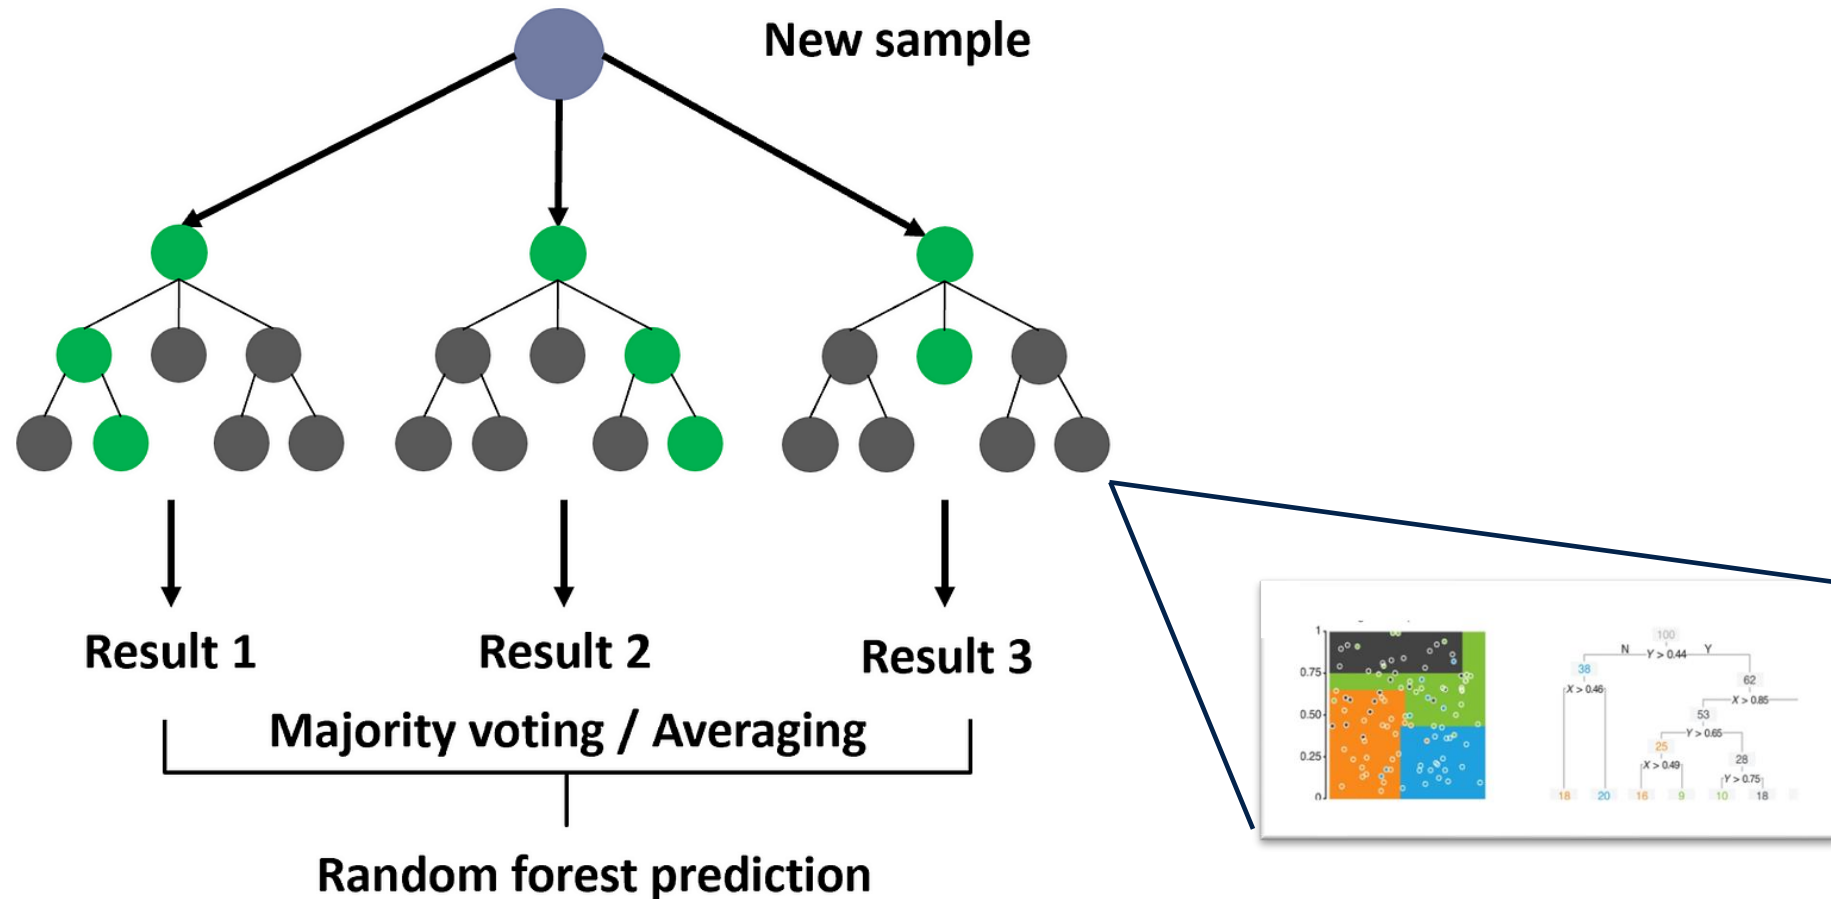 New sample
Result 1
Result 2
Result 3
Majority voting / Averaging
Random forest prediction
1
0.75
0.50
0.25
0
100
N Y > 0.44 Y
38
62
X > 0.46
X > 0.85
53
Y > 0.65
25
28
X > 0.49
Y > 0.75
18 20 16 9 10 18